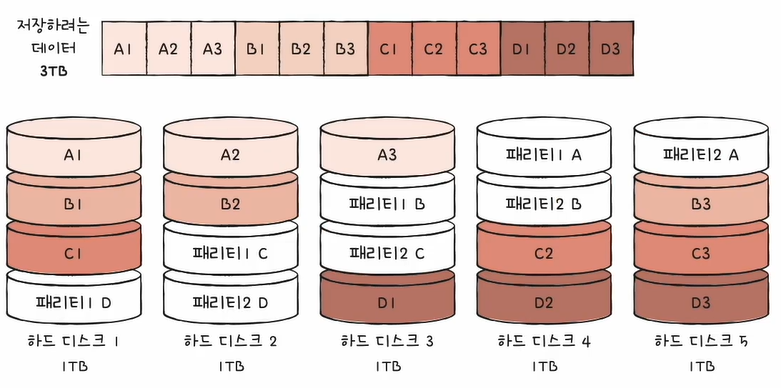 저장하려는
데이터
3TB
A1 A2 A3 B1 B2 B3 C1 C2 C3 D1 D2 D3
A1 A2 A3 패리티1 A 패리티2 A
B1 B2 패리티1 B 패리티2 B B3
C1 패리티1 C 패리티2 C C2 C3
패리티1 D 패리티2 D D1 D2 D3
하드 디스크 1 하드 디스크 2 하드 디스크 3 하드 디스크 4 하드 디스크 5
1TB 1TB 1TB 1TB 1TB